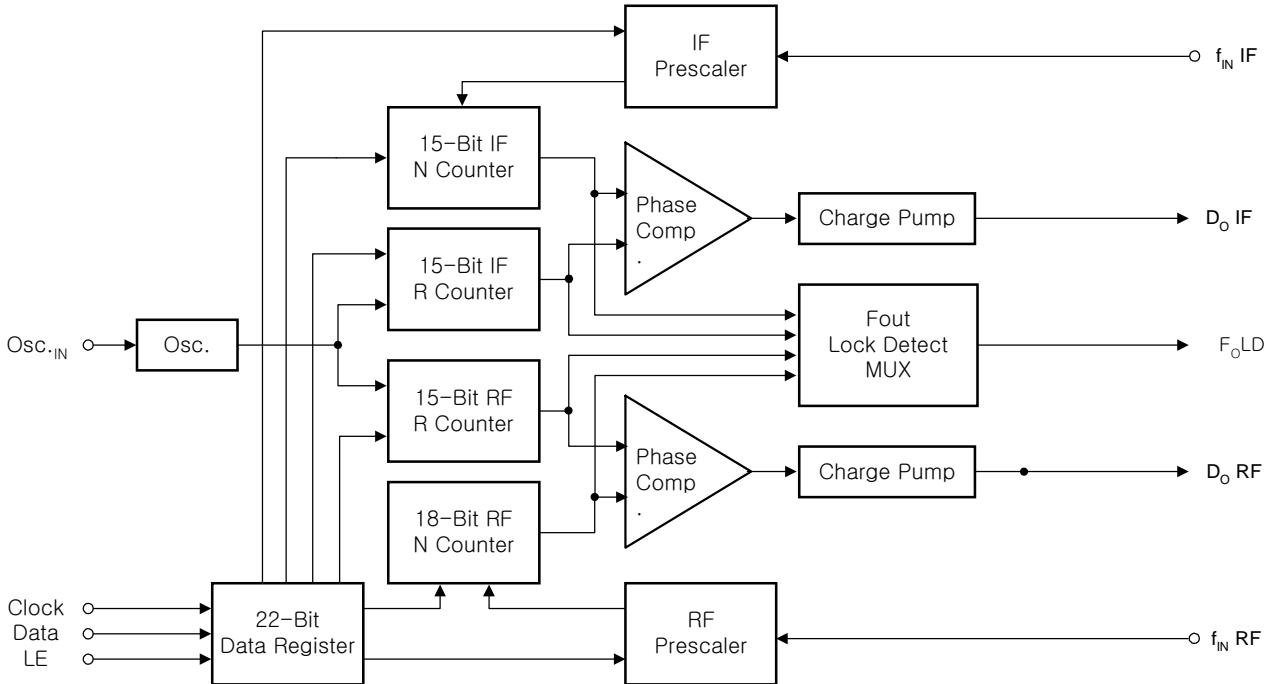 IF
Prescaler
f_IN IF
15-Bit IF
N Counter
Phase
Comp
.
Charge Pump
D_O IF
15-Bit IF
R Counter
Osc._IN
Osc.
Fout
Lock Detect
MUX
F_OLD
15-Bit RF
R Counter
Phase
Comp
.
Charge Pump
D_O RF
18-Bit RF
N Counter
Clock
Data
LE
22-Bit
Data Register
RF
Prescaler
f_IN RF